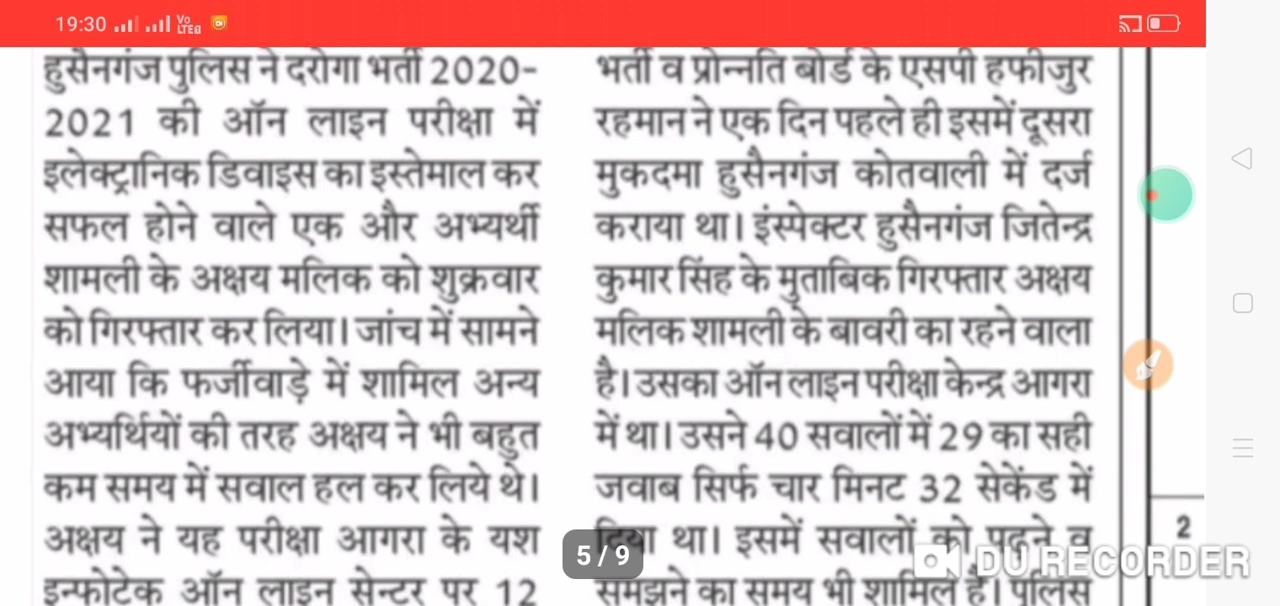 19:30
Vo
LTE
हुसैनगंज पुलिस ने दरोगा भर्ती 2020-
2021 की ऑन लाइन परीक्षा में
इलेक्ट्रानिक डिवाइस का इस्तेमाल कर
सफल होने वाले एक और अभ्यर्थी
शामली के अक्षय मलिक को शुक्रवार
को गिरफ्तार कर लिया। जांच में सामने
आया कि फर्जीवाड़े में शामिल अन्य
अभ्यर्थियों की तरह अक्षय ने भी बहुत
कम समय में सवाल हल कर लिये थे।
अक्षय ने यह परीक्षा आगरा के यश
इन्फोटेक ऑन लाइन सेन्टर पर 12
भर्ती व प्रोन्नति बोर्ड के एसपी हफीजुर
रहमान ने एक दिन पहले ही इसमें दूसरा
मुकदमा हुसैनगंज कोतवाली में दर्ज
कराया था। इंस्पेक्टर हुसैनगंज जितेन्द्र
कुमार सिंह के मुताबिक गिरफ्तार अक्षय
मलिक शामली के बावरी का रहने वाला
है। उसका ऑन लाइन परीक्षा केन्द्र आगरा
में था। उसने 40 सवालों में 29 का सही
जवाब सिर्फ चार मिनट 32 सेकेंड में
दिया था। इसमें सवालों को पढ़ने व
समझने का समय भी शामिल है। पुलिस
5 / 9
2
DU RECORDER